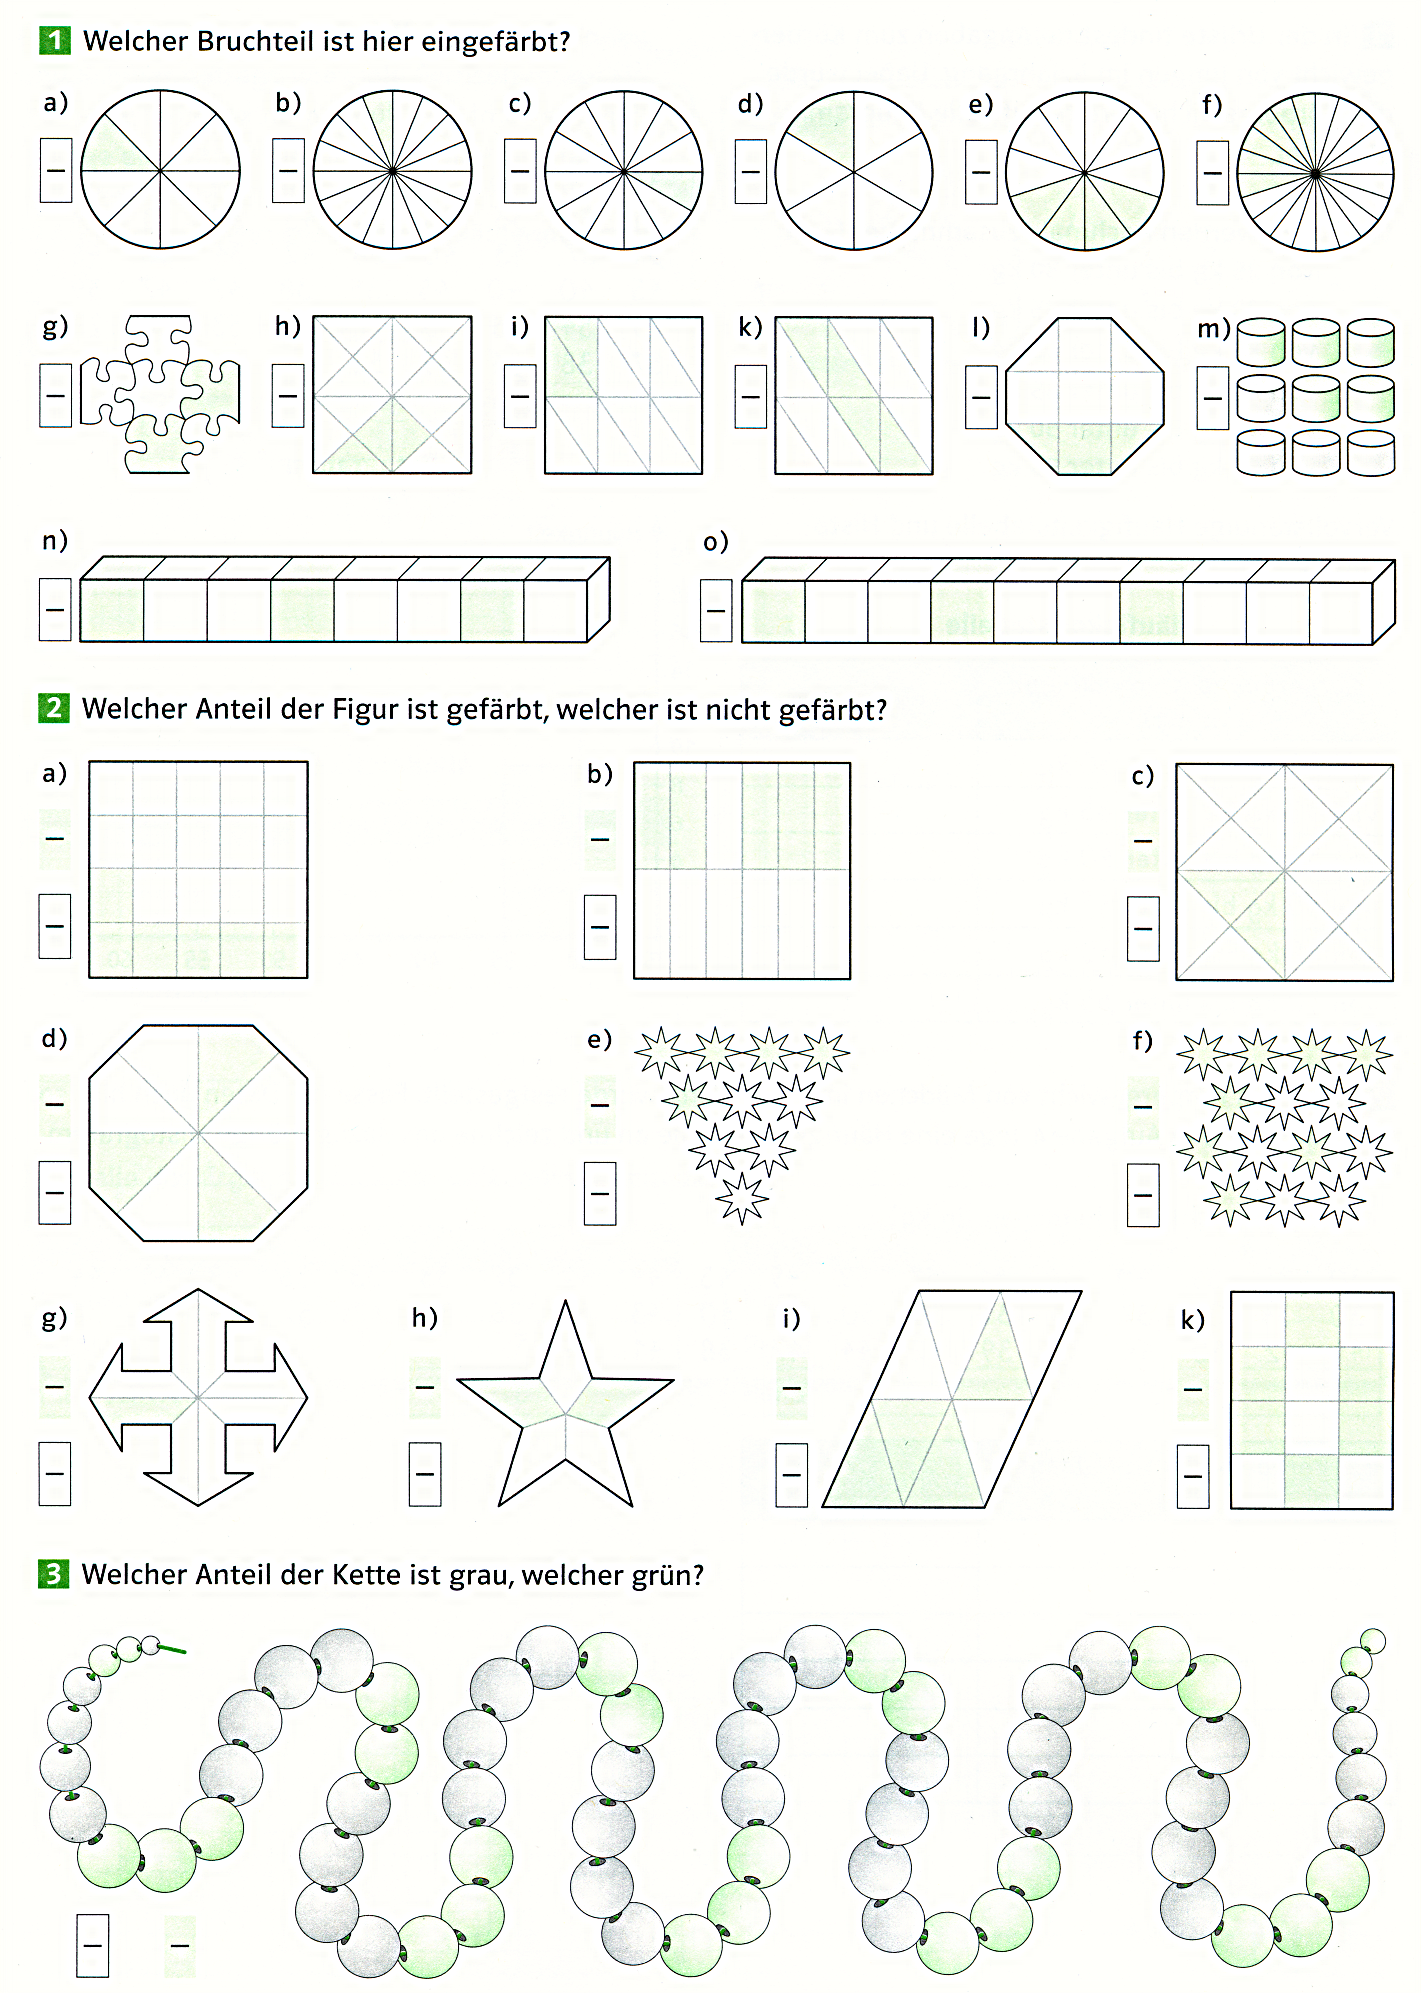 1 Welcher Bruchteil ist hier eingefärbt?
a) b) c) d) e) f)
g) h) i) k) l) m)
n) o)
2 Welcher Anteil der Figur ist gefärbt, welcher ist nicht gefärbt?
a) b) c)
d) e) f)
g) h) i) k)
3 Welcher Anteil der Kette ist grau, welcher grün?